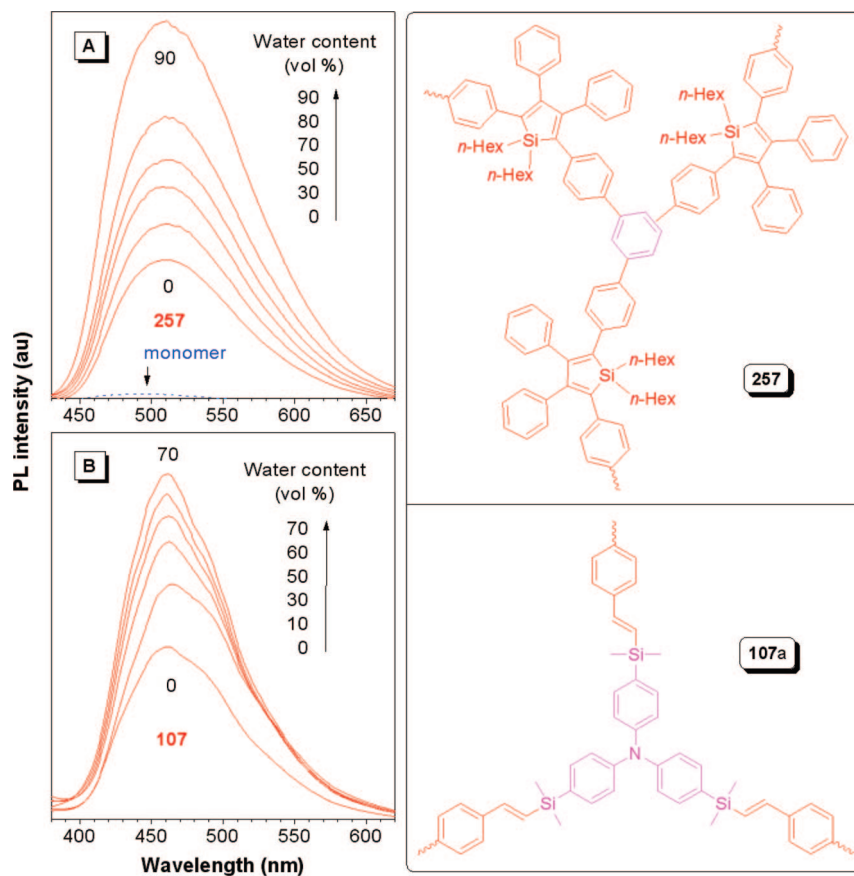 A
90
Water content
(vol %)
90
80
70
50
30
0
0
257
monomer
450 500 550 600 650
PL intensity (au)
B
70
Water content
(vol %)
70
60
50
30
10
0
0
107
400 450 500 550 600
Wavelength (nm)
n-Hex
n-Hex
Si
n-Hex
Si
n-Hex
n-Hex
Si
n-Hex
257
Si
107a
N
Si
Si